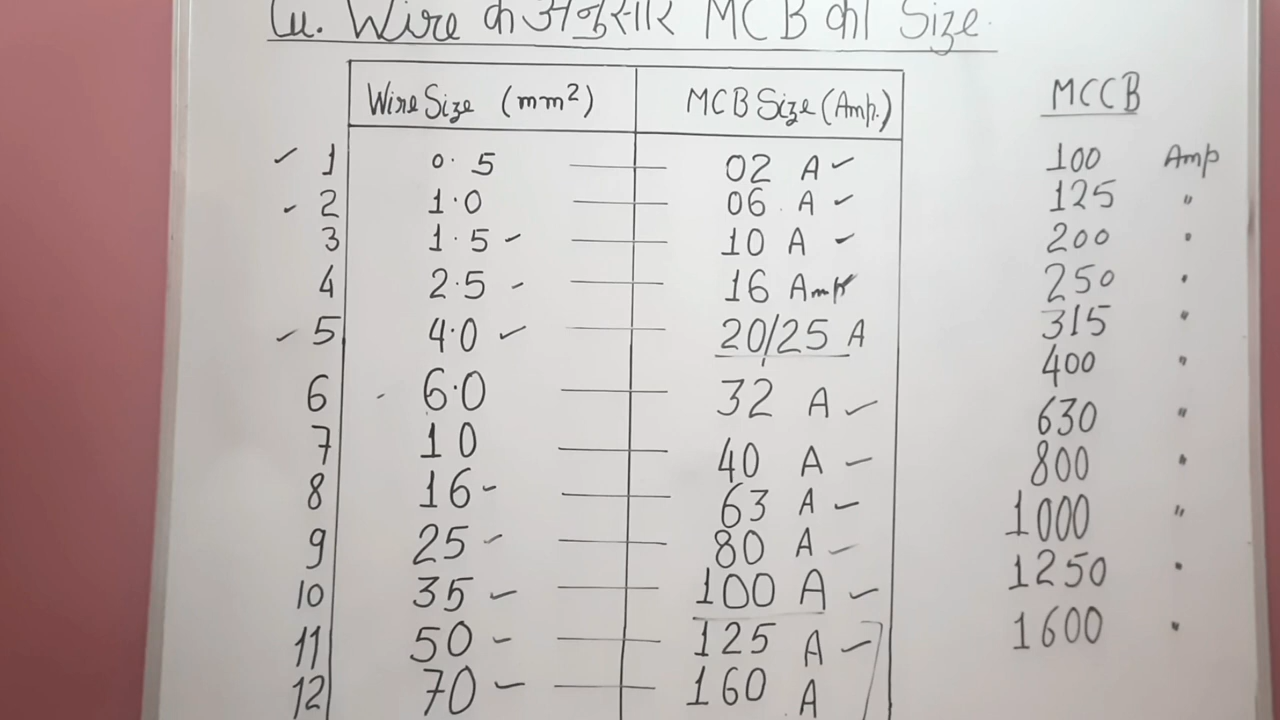 Cu. Wire के अनुसार MCB का Size.
Wire Size (mm²) MCB Size (Amp.) MCCB
1 0.5 02 A 100 Amp
2 1.0 06 A 125 "
3 1.5 10 A 200 "
4 2.5 16 Amp 250 "
5 4.0 20/25 A 315 "
6 6.0 32 A 400 "
7 10 40 A 630 "
8 16 63 A 800 "
9 25 80 A 1000 "
10 35 100 A 1250 "
11 50 125 A 1600 "
12 70 160 A